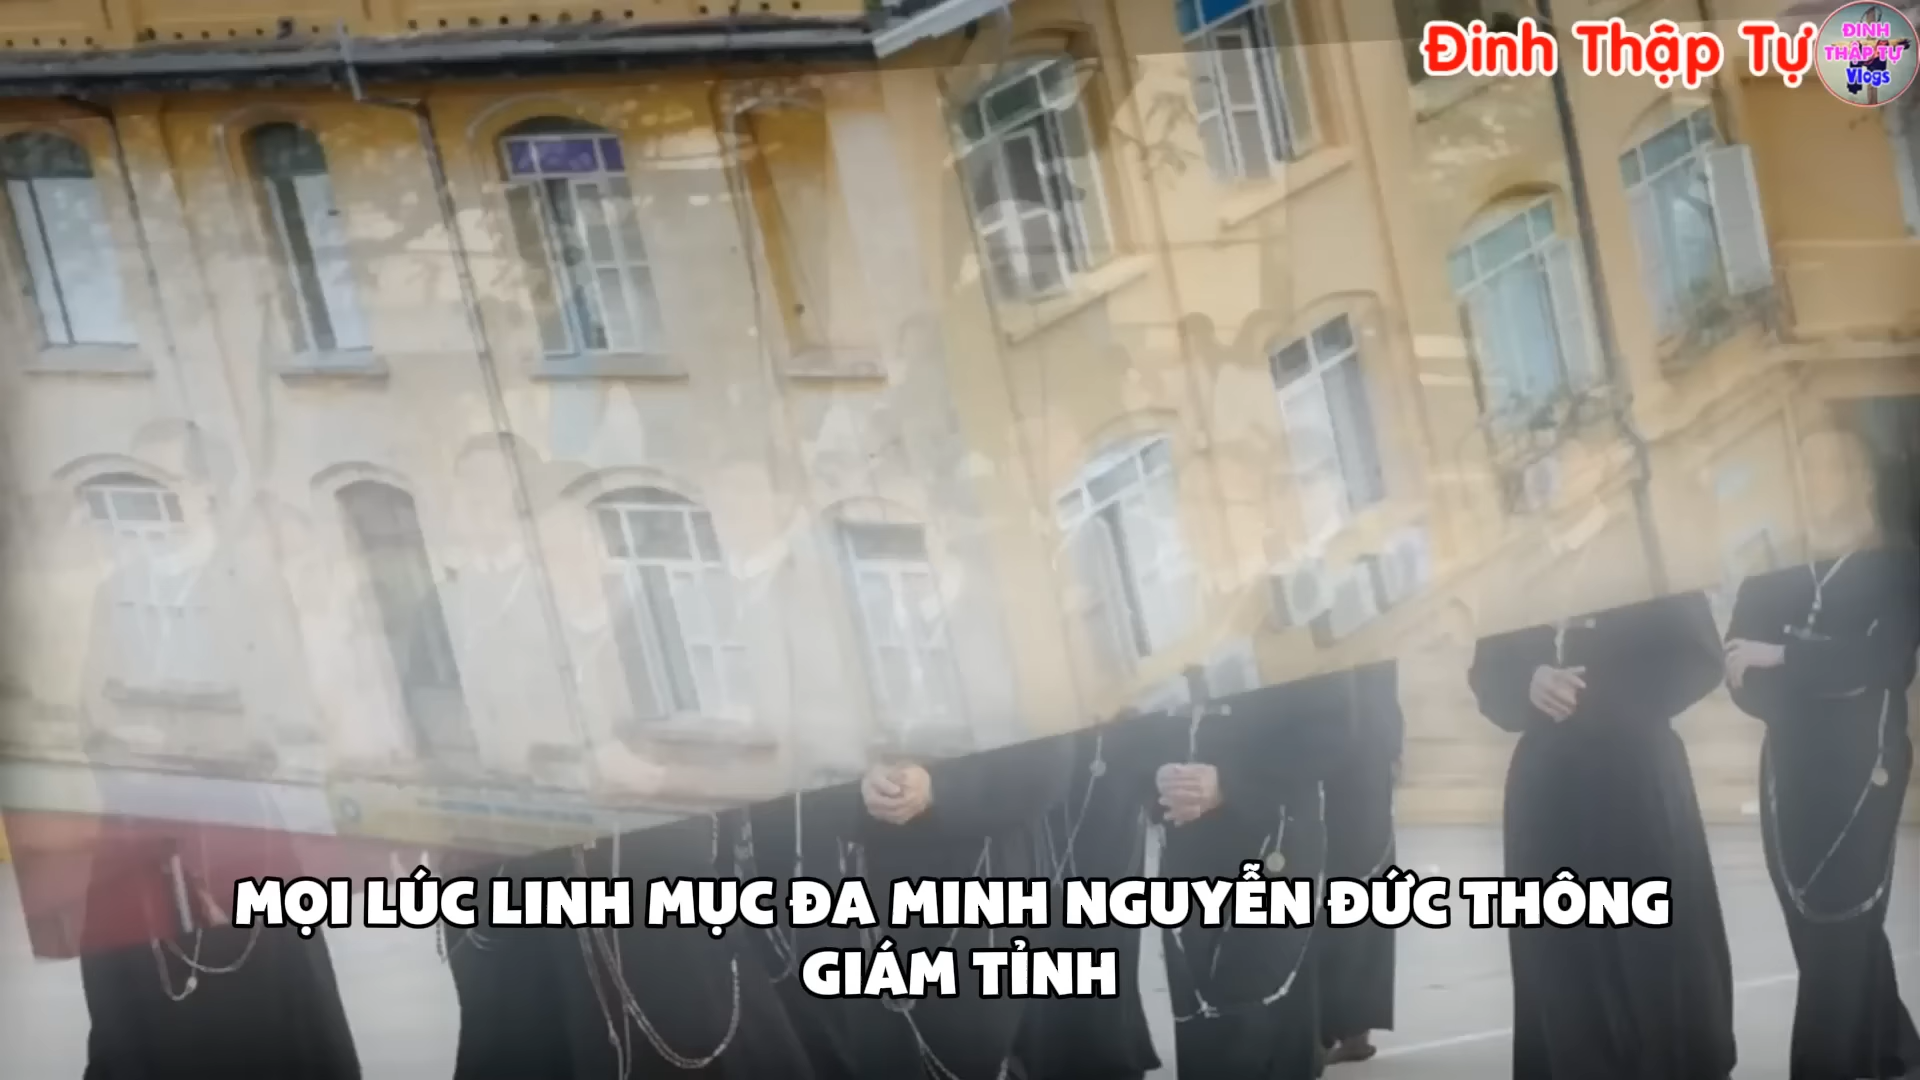 Đinh Thập Tự
ĐINH
THẬP TỰ
Vlogs
MỌI LÚC LINH MỤC ĐA MINH NGUYỄN ĐỨC THÔNG
GIÁM TỈNH